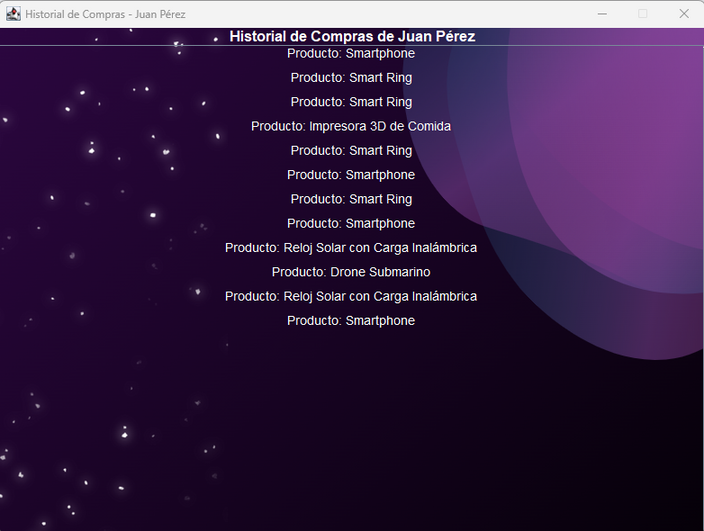 Historial de Compras - Juan Pérez
Historial de Compras de Juan Pérez
Producto: Smartphone
Producto: Smart Ring
Producto: Smart Ring
Producto: Impresora 3D de Comida
Producto: Smart Ring
Producto: Smartphone
Producto: Smart Ring
Producto: Smartphone
Producto: Reloj Solar con Carga Inalámbrica
Producto: Drone Submarino
Producto: Reloj Solar con Carga Inalámbrica
Producto: Smartphone